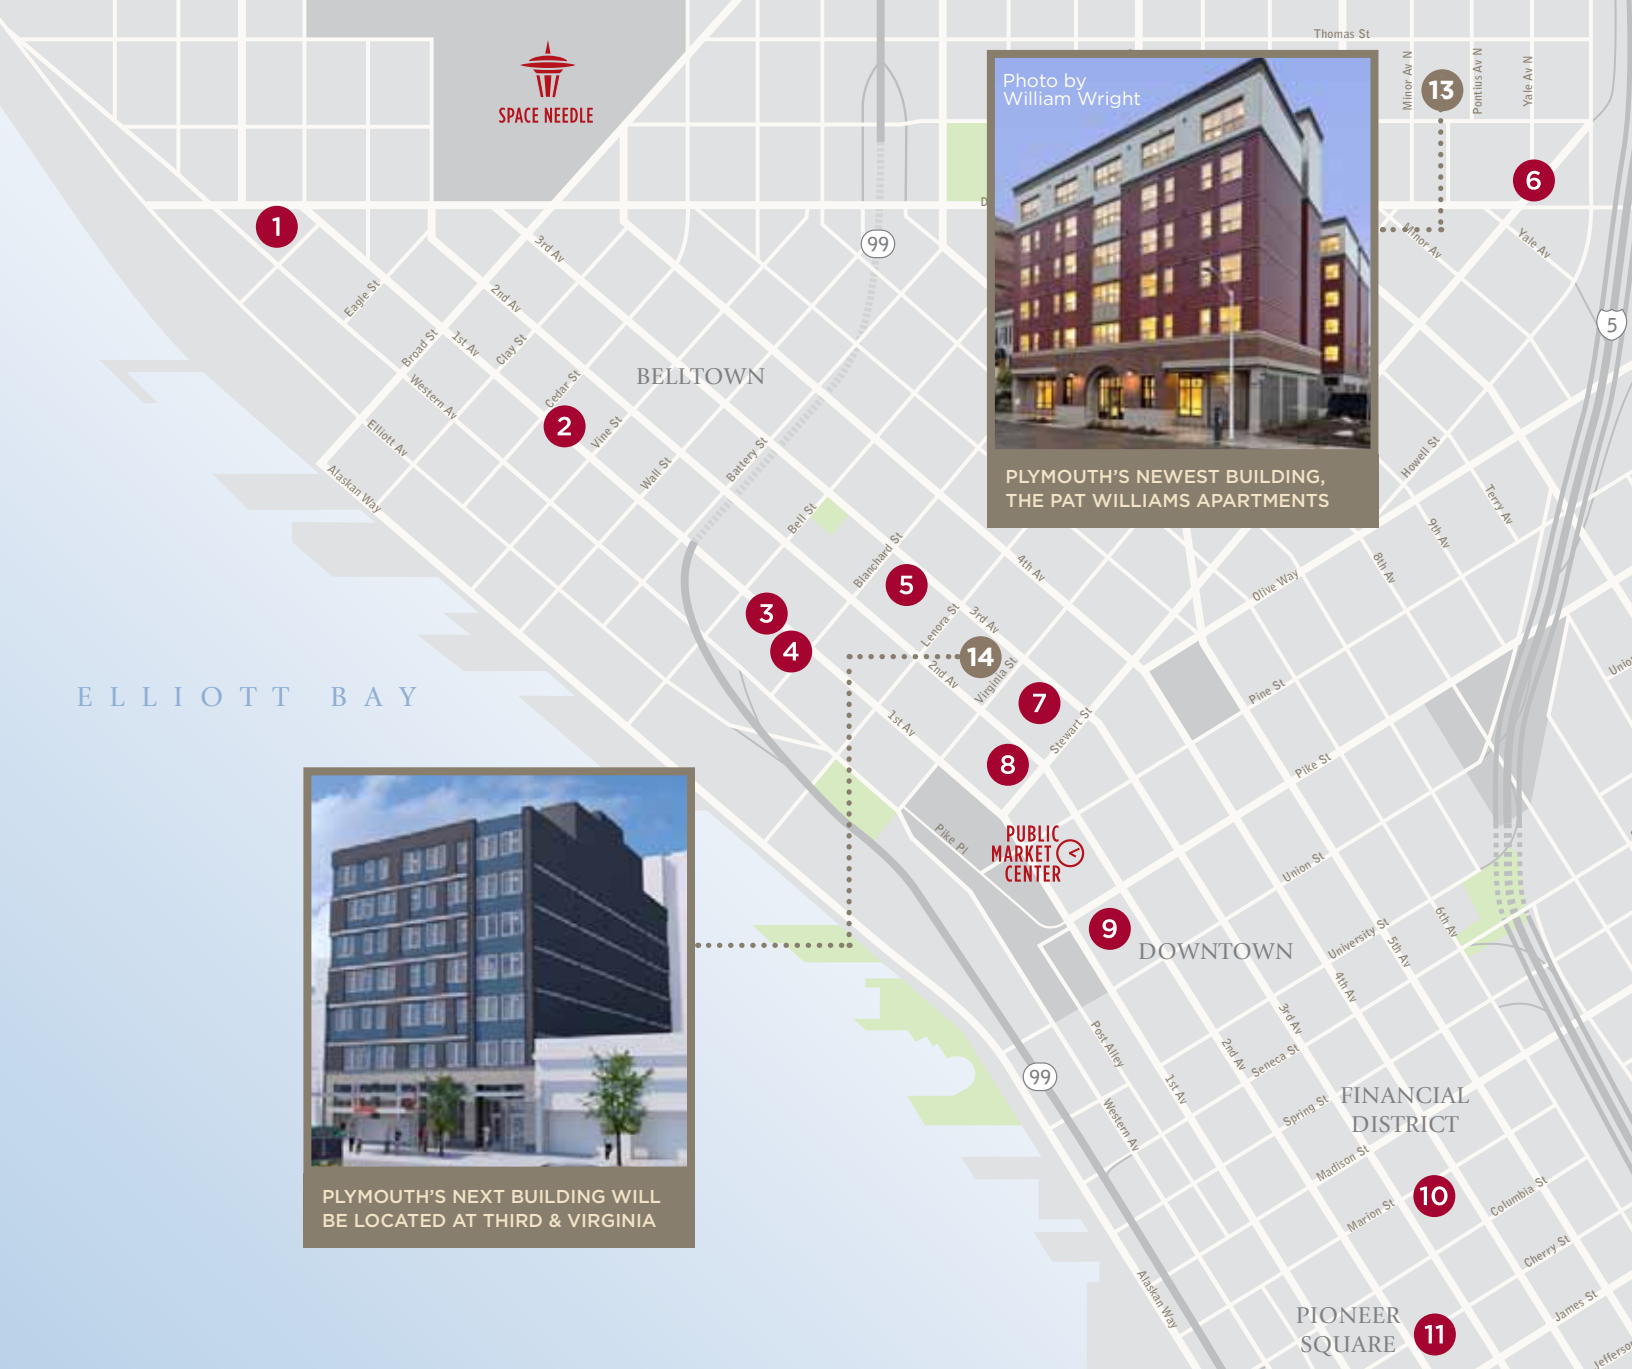 Thomas St
SPACE NEEDLE
Photo by
William Wright
Minor Av N
13
Pontius Av N
Yale Av N
6
1
99
3rd Av
Minor Av
Yale Av
Eagle St
2nd Av
5
Broad St
1st Av
Clay St
BELLTOWN
Western Av
Cedar St
2
Vine St
Elliott Av
Alaskan Way
Wall St
Battery St
Howell St
PLYMOUTH'S NEWEST BUILDING,
THE PAT WILLIAMS APARTMENTS
Terry Av
9th Av
8th Av
Bell St
Blanchard St
5
4th Av
Olive Way
3
4
Lenora St
3rd Av
14
2nd Av
Virginia St
7
ELLIOTT BAY
Pine St
1st Av
Stewart St
8
Pike St
Pike Pl
PUBLIC
MARKET
CENTER
Union St
9
DOWNTOWN
University St
6th Av
5th Av
4th Av
3rd Av
2nd Av
Seneca St
Post Alley
99
1st Av
Western Av
Spring St
FINANCIAL
DISTRICT
Madison St
10
Marion St
Columbia St
Cherry St
PLYMOUTH'S NEXT BUILDING WILL
BE LOCATED AT THIRD & VIRGINIA
Alaskan Way
James St
PIONEER
SQUARE
11